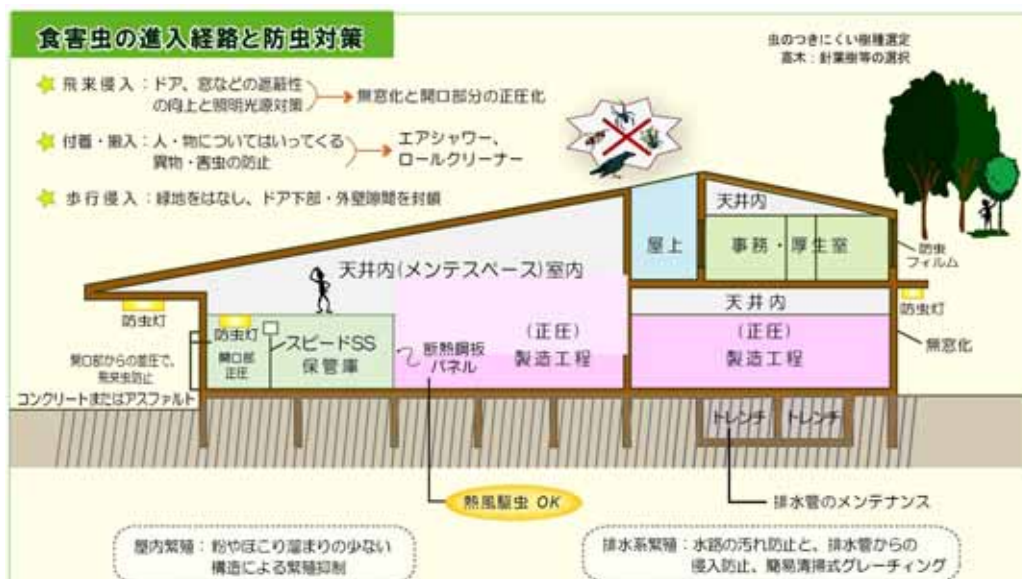 食害虫の進入経路と防虫対策
虫のつきにくい樹種選定
高木：針葉樹等の選択
飛来侵入：ドア、窓などの遮蔽性
の向上と照明光源対策
無窓化と開口部分の正圧化
付着・搬入：人・物についてはいってくる
異物・害虫の防止
エアシャワー、
ロールクリーナー
歩行侵入：緑地をはなし、ドア下部・外壁隙間を封鎖
天井内
屋上
事務・厚生室
防虫
フィルム
天井内(メンテスペース)室内
天井内
防虫灯
防虫灯
防虫灯
開口部
正圧
スピードSS
保管庫
断熱鋼板
パネル
(正圧)
製造工程
(正圧)
製造工程
無窓化
開口部からの差圧で、
飛来虫防止
コンクリートまたはアスファルト
トレンチ
トレンチ
熱風駆虫 OK
排水管のメンテナンス
屋内繁殖：粉やほこり溜まりの少ない
構造による繁殖抑制
排水系繁殖：水路の汚れ防止と、排水管からの
侵入防止、簡易清掃式グレーチング